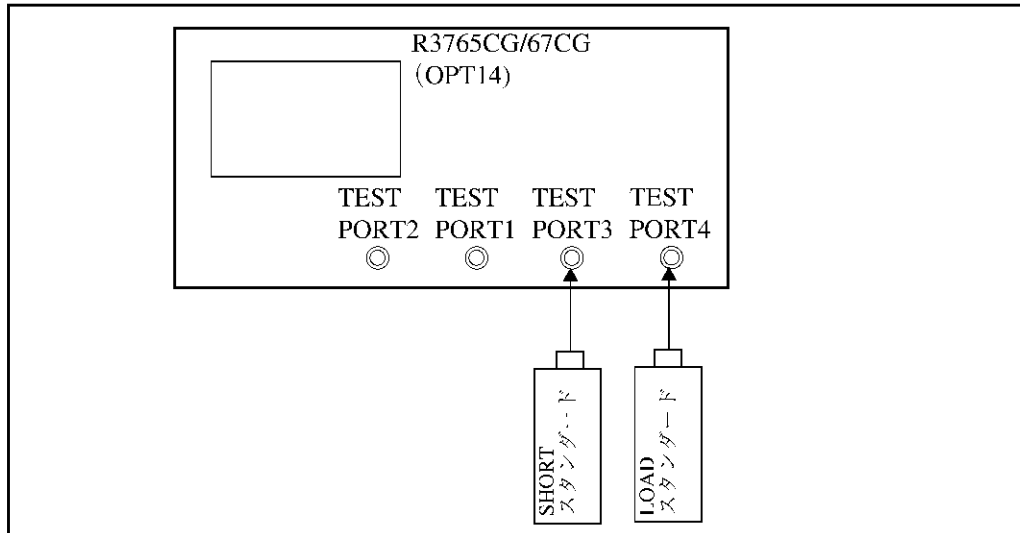 R3765CG/67CG
(OPT14)
TEST TEST TEST TEST
PORT2 PORT1 PORT3 PORT4
SHORT
スタンダード
LOAD
スタンダード